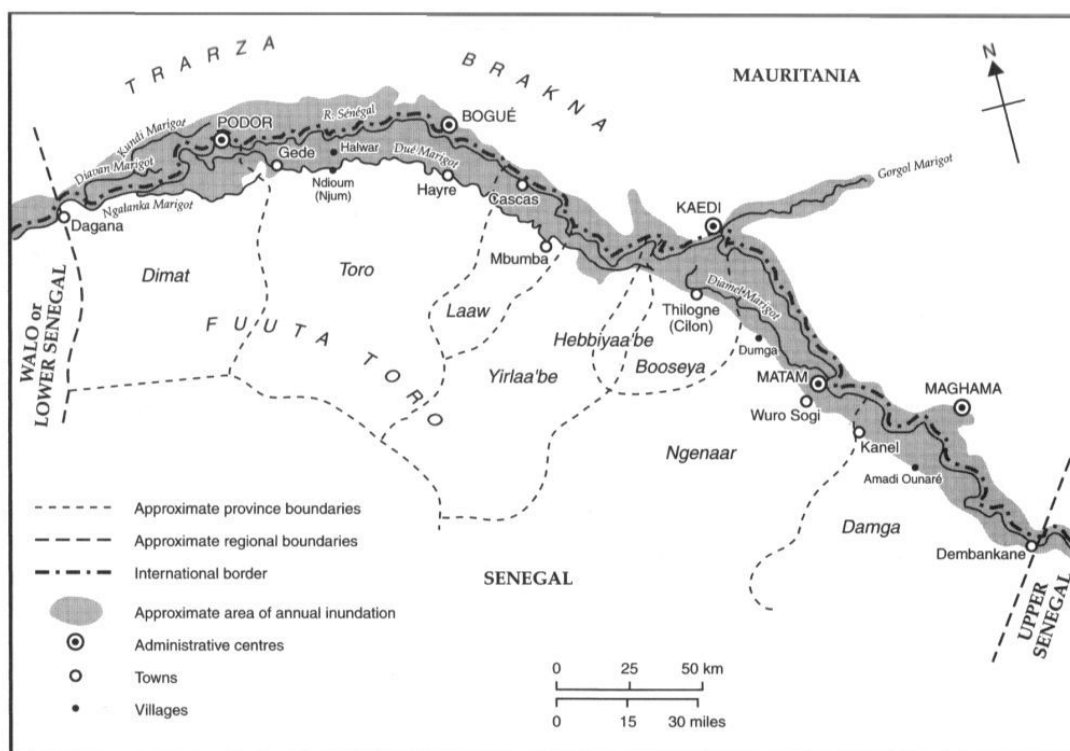 TRARZA
BRAKNA
MAURITANIA
N
Kundi Marigot
PODOR
R. Sénégal
BOGUÉ
Diavan Marigot
Gede
Halwar
Dué Marigot
Gorgol Marigot
Ngalanka Marigot
Ndioum
(Njum)
Hayre
Cascas
KAEDI
Dagana
Mbumba
Dimat
Toro
Diamel Marigot
Laaw
Thilogne
(Cilon)
WALO or
LOWER SENEGAL
FUUTA TORO
Hebbiyaa'be
Dumga
Booseya
Yirlaa'be
MATAM
MAGHAMA
Wuro Sogi
Kanel
Ngenaar
Amadi Ounaré
Damga
Dembankane
UPPER
SENEGAL
SENEGAL
Approximate province boundaries
Approximate regional boundaries
International border
Approximate area of annual inundation
Administrative centres
Towns
Villages
0 25 50 km
0 15 30 miles